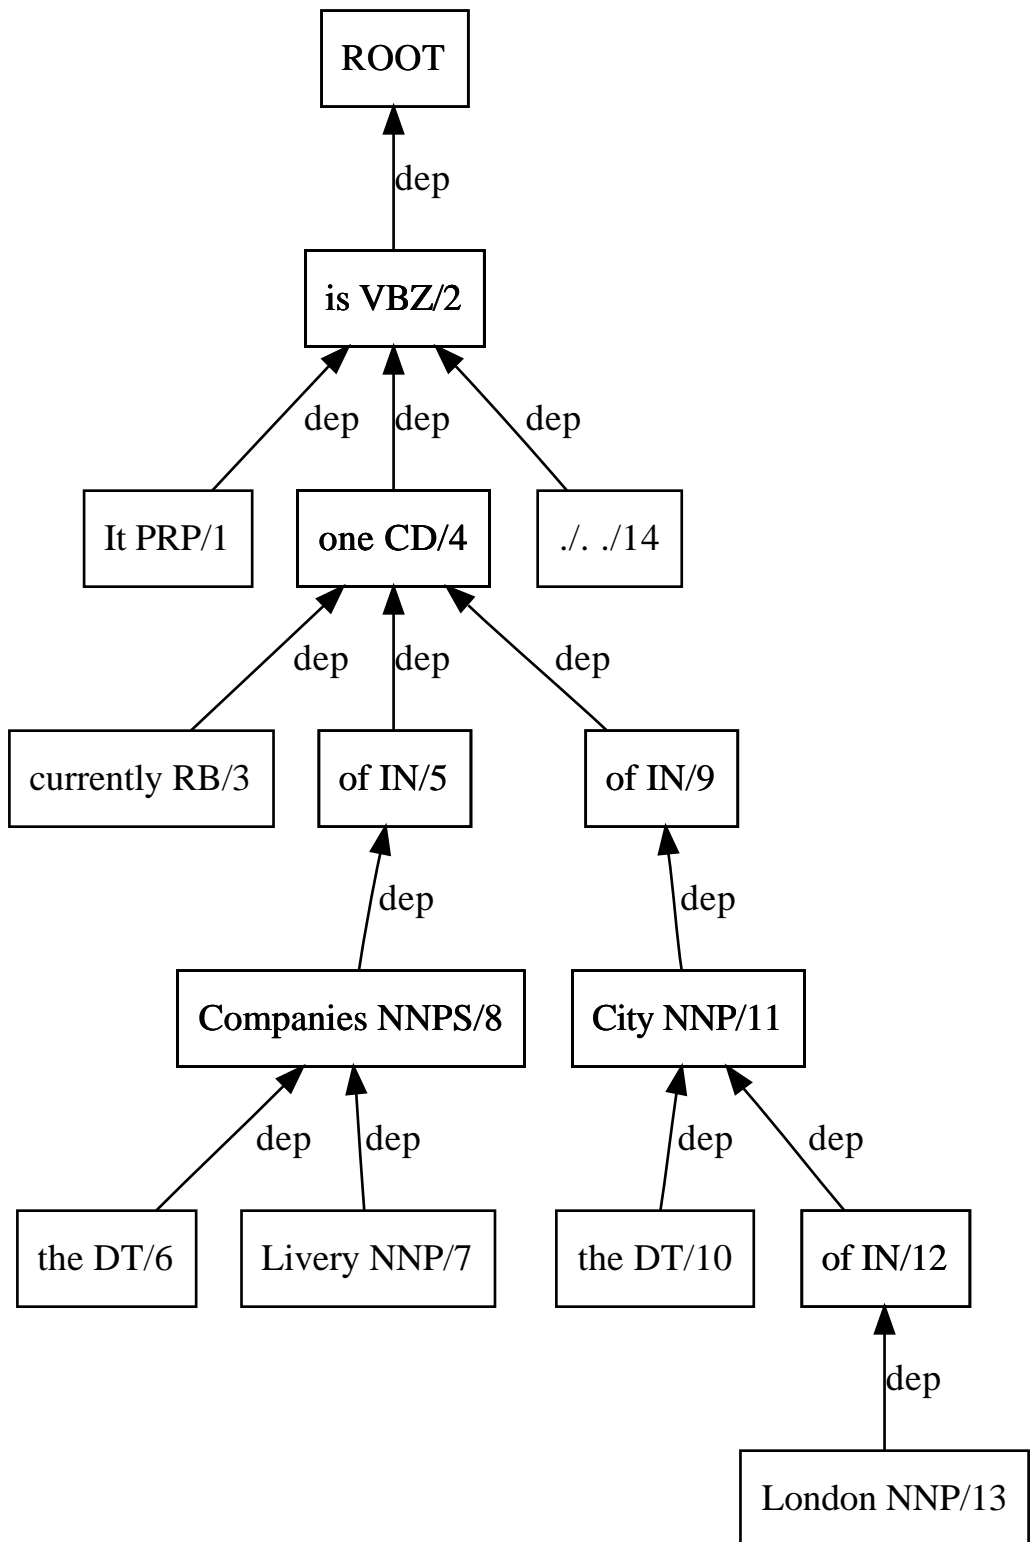 ROOT
dep
is VBZ/2
dep dep dep
It PRP/1 one CD/4 ./. ./14
dep dep dep
currently RB/3 of IN/5 of IN/9
dep dep
Companies NNPS/8 City NNP/11
dep dep dep dep
the DT/6 Livery NNP/7 the DT/10 of IN/12
dep
London NNP/13